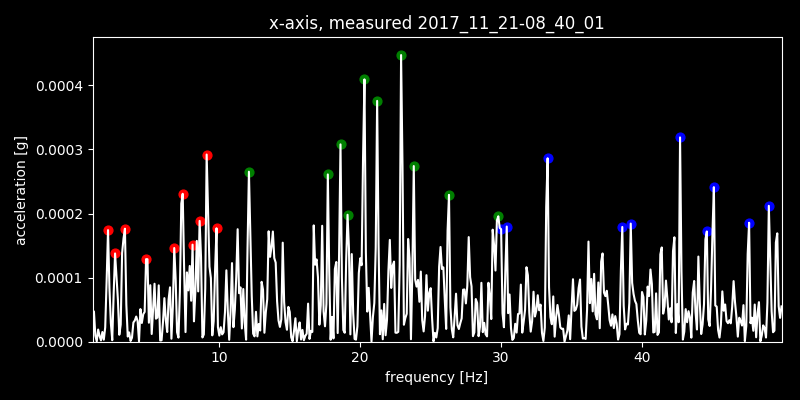 x-axis, measured 2017_11_21-08_40_01
acceleration [g]
0.0004
0.0003
0.0002
0.0001
0.0000
10 20 30 40
frequency [Hz]